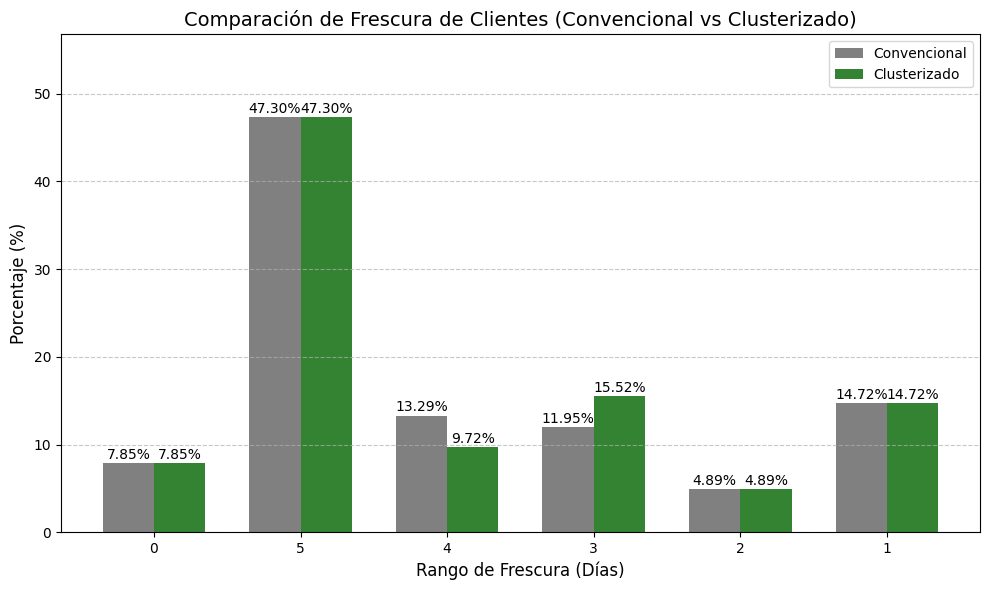 Comparación de Frescura de Clientes (Convencional vs Clusterizado)
Convencional
Clusterizado
Porcentaje (%)
50
40
30
20
10
0
7.85% 7.85%
47.30% 47.30%
13.29% 9.72%
11.95% 15.52%
4.89% 4.89%
14.72% 14.72%
0 5 4 3 2 1
Rango de Frescura (Días)